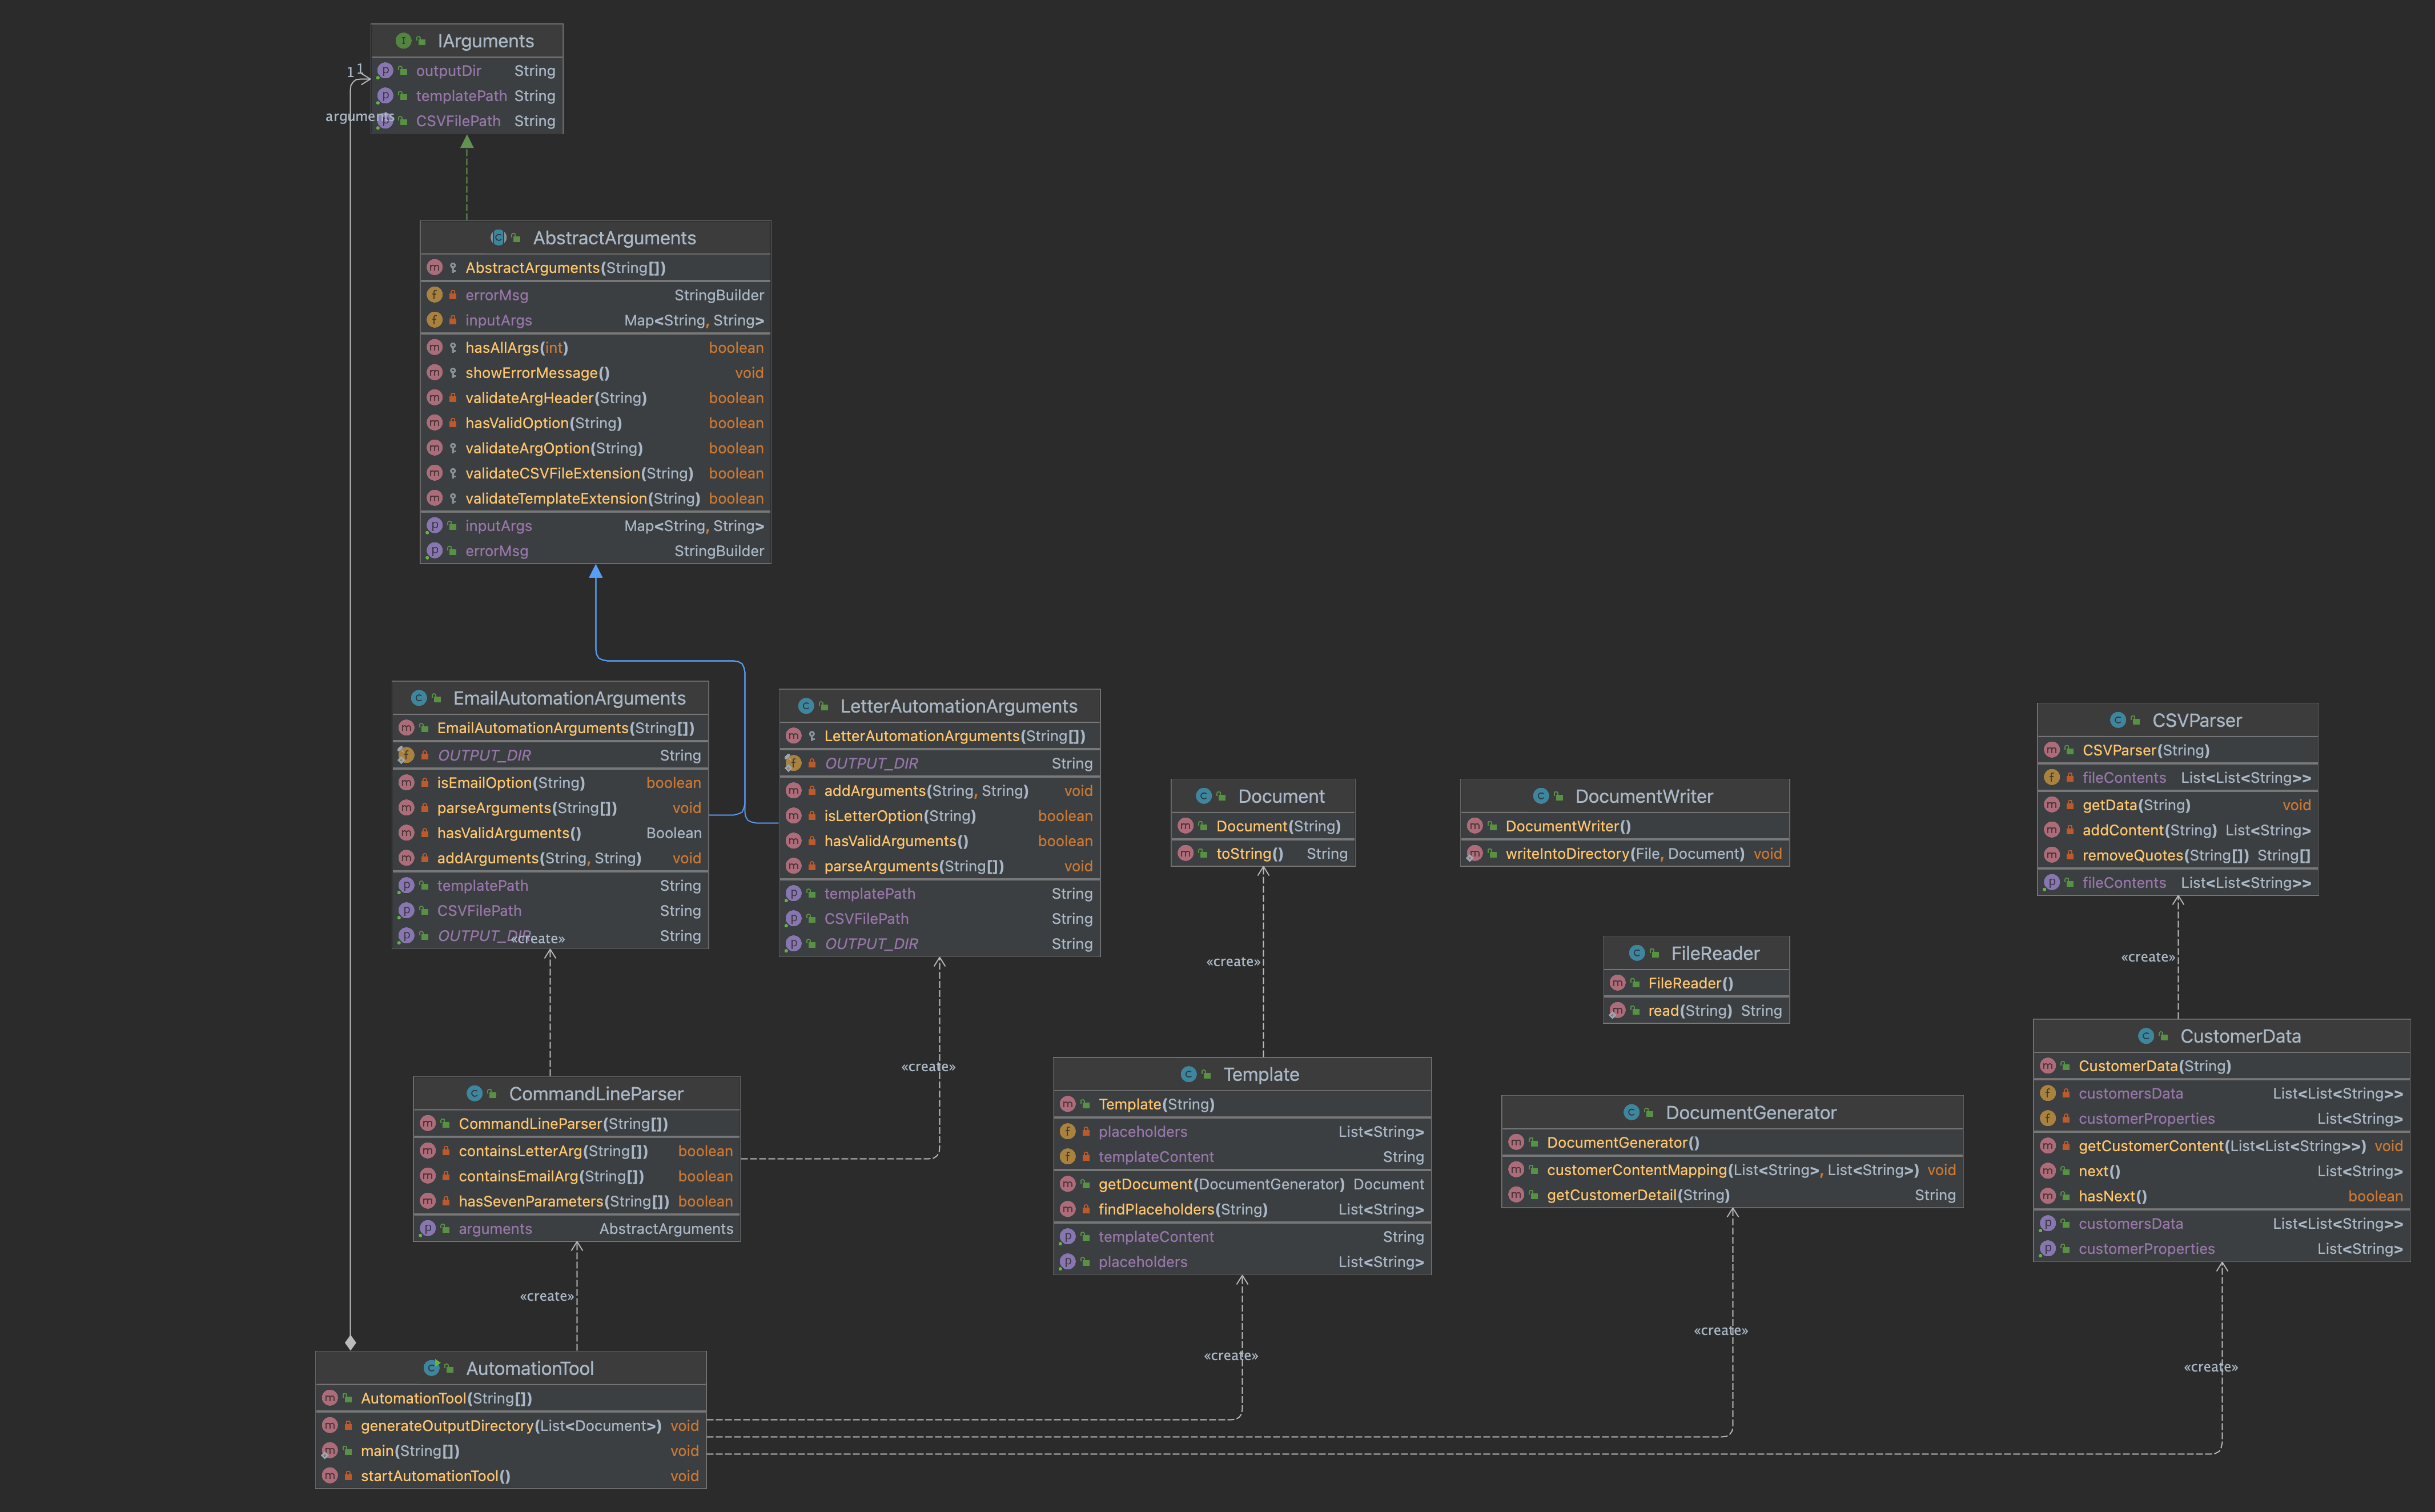 IArguments
outputDir String
templatePath String
CSVFilePath String
1
1
arguments
AbstractArguments
AbstractArguments(String[])
errorMsg StringBuilder
inputArgs Map<String, String>
hasAllArgs(int) boolean
showErrorMessage() void
validateArgHeader(String) boolean
hasValidOption(String) boolean
validateArgOption(String) boolean
validateCSVFileExtension(String) boolean
validateTemplateExtension(String) boolean
inputArgs Map<String, String>
errorMsg StringBuilder
EmailAutomationArguments
EmailAutomationArguments(String[])
OUTPUT_DIR String
isEmailOption(String) boolean
parseArguments(String[]) void
hasValidArguments() Boolean
addArguments(String, String) void
templatePath String
CSVFilePath String
OUTPUT_DIR String
«create»
LetterAutomationArguments
LetterAutomationArguments(String[])
OUTPUT_DIR String
addArguments(String, String) void
isLetterOption(String) boolean
hasValidArguments() boolean
parseArguments(String[]) void
templatePath String
CSVFilePath String
OUTPUT_DIR String
«create»
Document
Document(String)
toString() String
«create»
DocumentWriter
DocumentWriter()
writeIntoDirectory(File, Document) void
FileReader
FileReader()
read(String) String
CSVParser
CSVParser(String)
fileContents List<List<String>>
getData(String) void
addContent(String) List<String>
removeQuotes(String[]) String[]
fileContents List<List<String>>
«create»
CommandLineParser
CommandLineParser(String[])
containsLetterArg(String[]) boolean
containsEmailArg(String[]) boolean
hasSevenParameters(String[]) boolean
arguments AbstractArguments
«create»
Template
Template(String)
placeholders List<String>
templateContent String
getDocument(DocumentGenerator) Document
findPlaceholders(String) List<String>
templateContent String
placeholders List<String>
«create»
DocumentGenerator
DocumentGenerator()
customerContentMapping(List<String>, List<String>) void
getCustomerDetail(String) String
«create»
CustomerData
CustomerData(String)
customersData List<List<String>>
customerProperties List<String>
getCustomerContent(List<List<String>>) void
next() List<String>
hasNext() boolean
customersData List<List<String>>
customerProperties List<String>
«create»
AutomationTool
AutomationTool(String[])
generateOutputDirectory(List<Document>) void
main(String[]) void
startAutomationTool() void